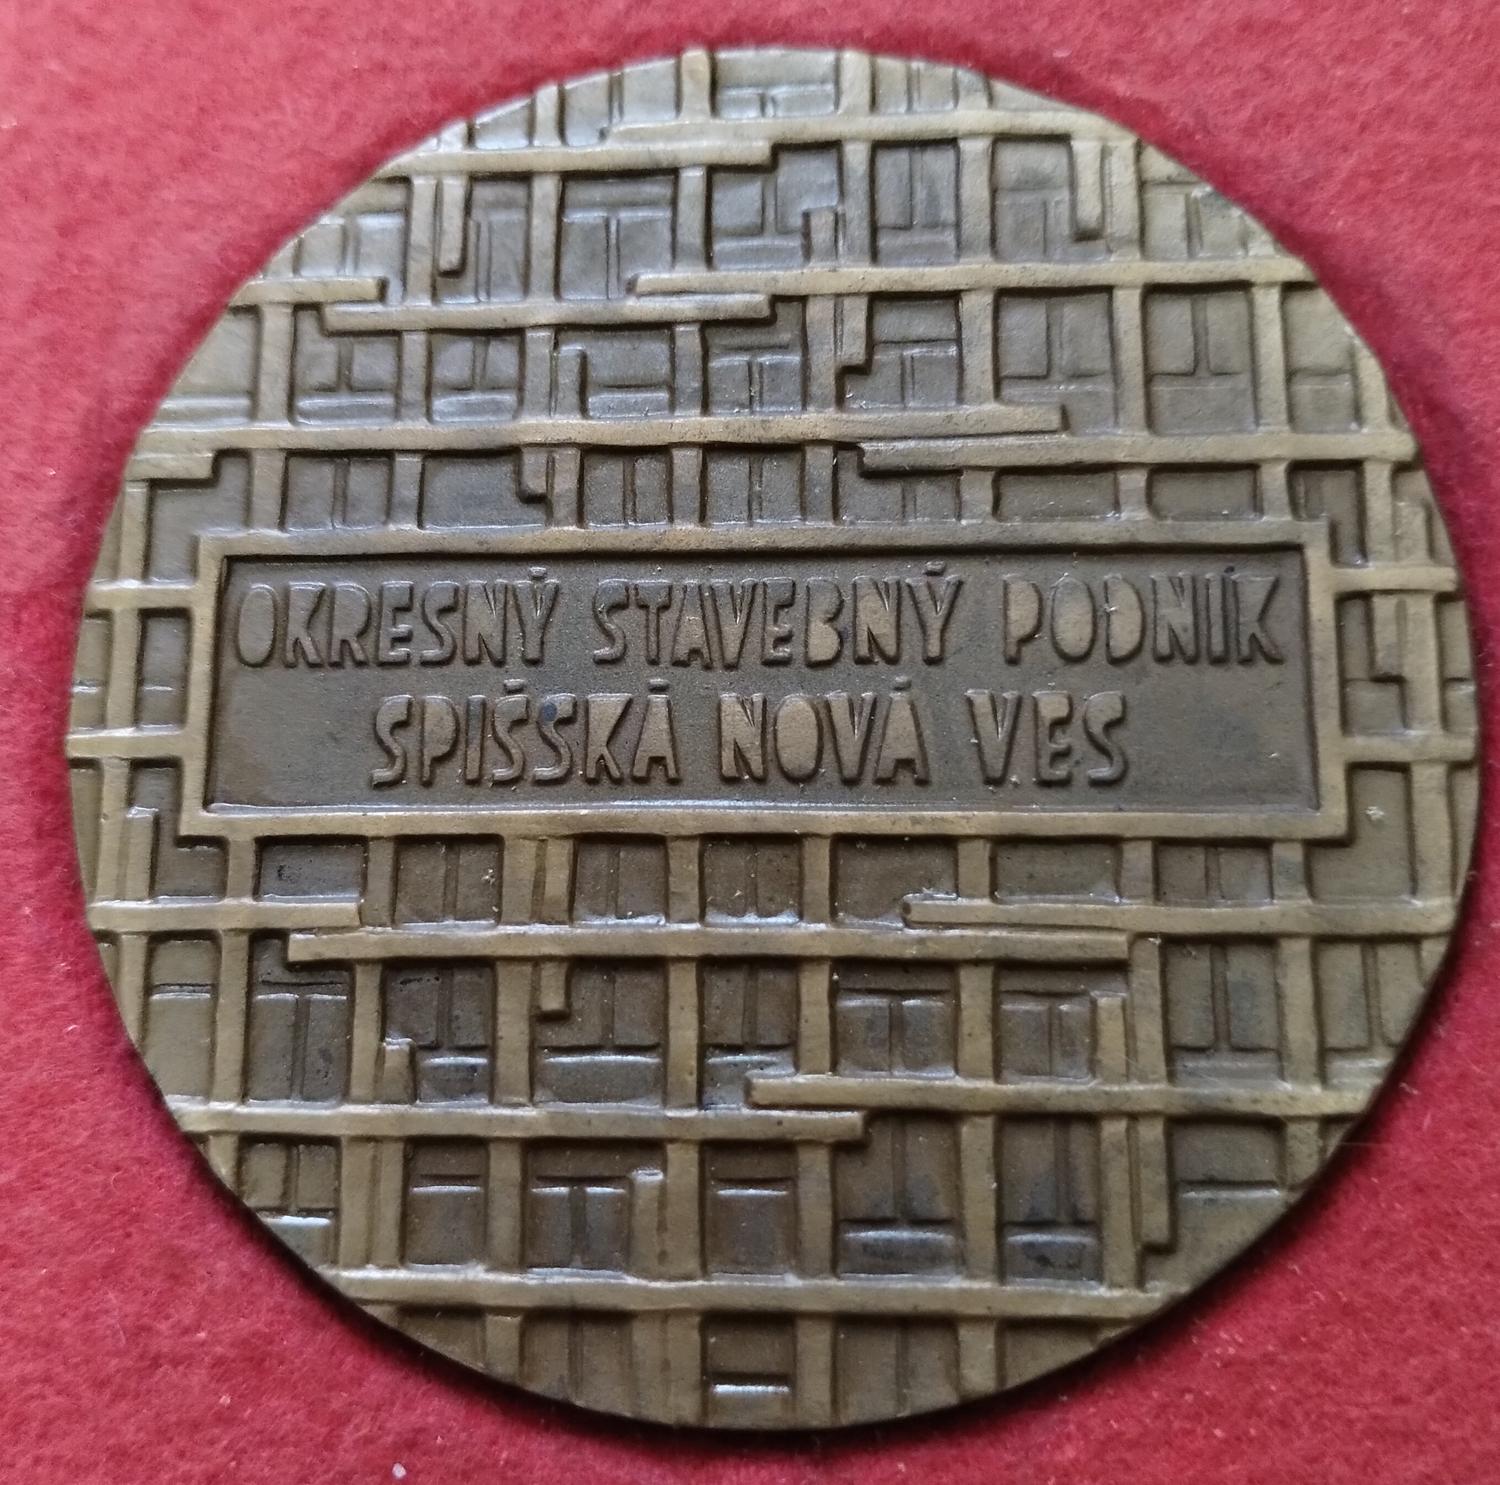 OKRESNÝ STAVEBNÝ PODNIK
SPIŠSKÁ NOVÁ VES